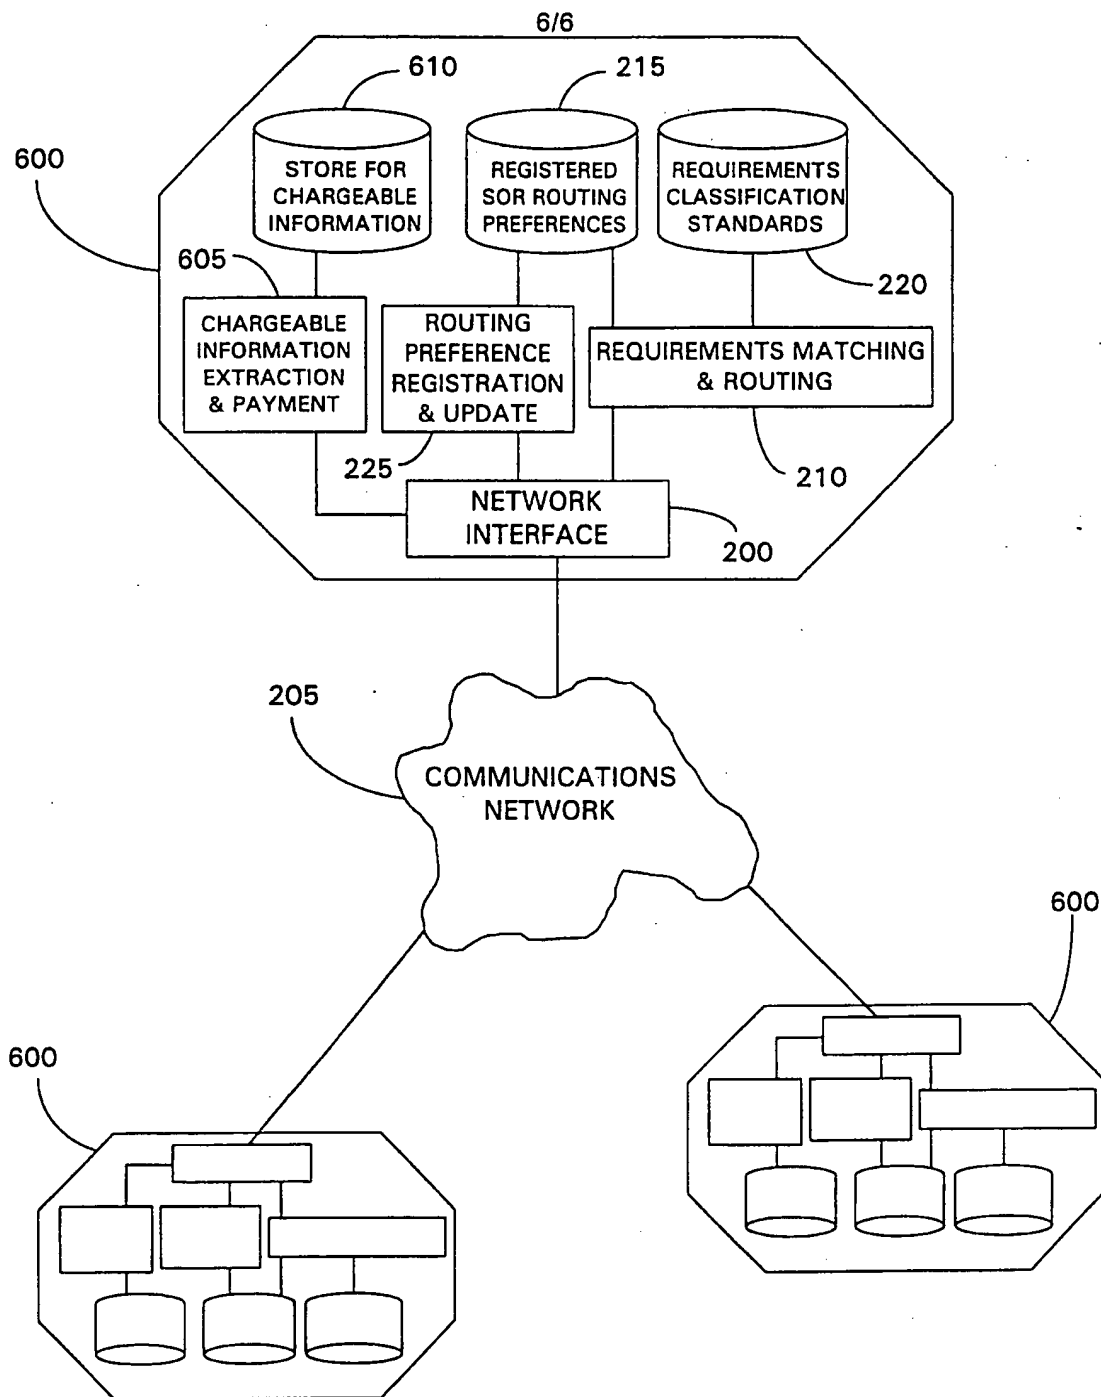 6/6
610
215
600
STORE FOR
CHARGEABLE
INFORMATION
REGISTERED
SOR ROUTING
PREFERENCES
REQUIREMENTS
CLASSIFICATION
STANDARDS
605
220
CHARGEABLE
INFORMATION
EXTRACTION
& PAYMENT
ROUTING
PREFERENCE
REGISTRATION
& UPDATE
REQUIREMENTS MATCHING
& ROUTING
225
210
NETWORK
INTERFACE
200
205
COMMUNICATIONS
NETWORK
600
600